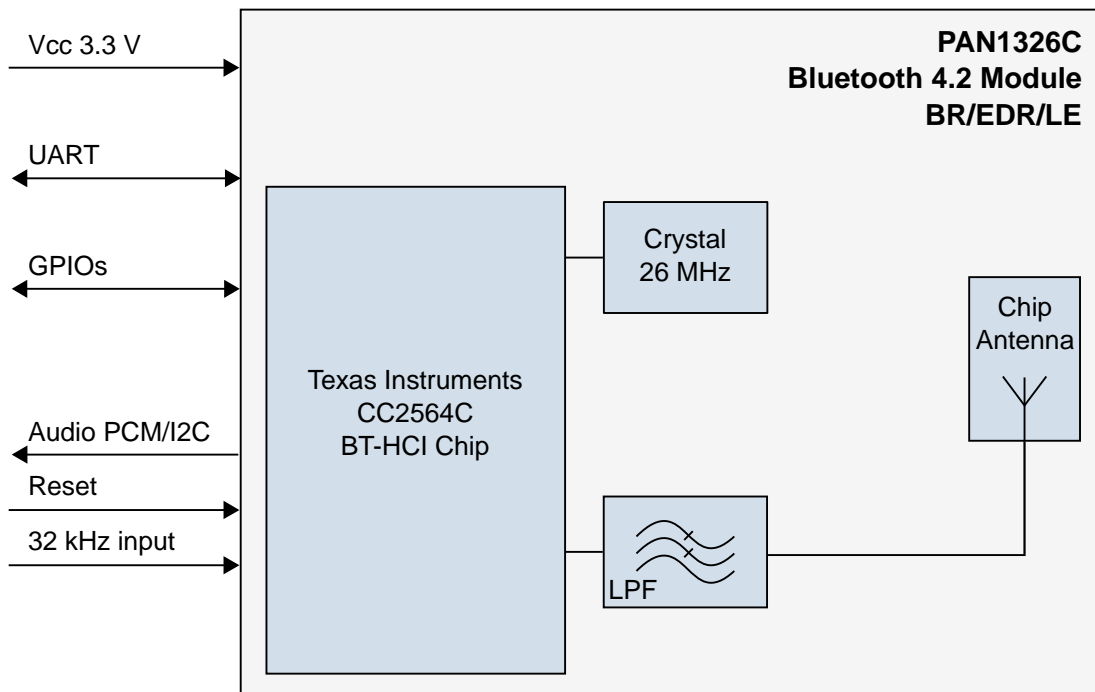 Vcc 3.3 V
UART
GPIOs
Audio PCM/I2C
Reset
32 kHz input
PAN1326C
Bluetooth 4.2 Module
BR/EDR/LE
Texas Instruments
CC2564C
BT-HCI Chip
Crystal
26 MHz
Chip
Antenna
LPF